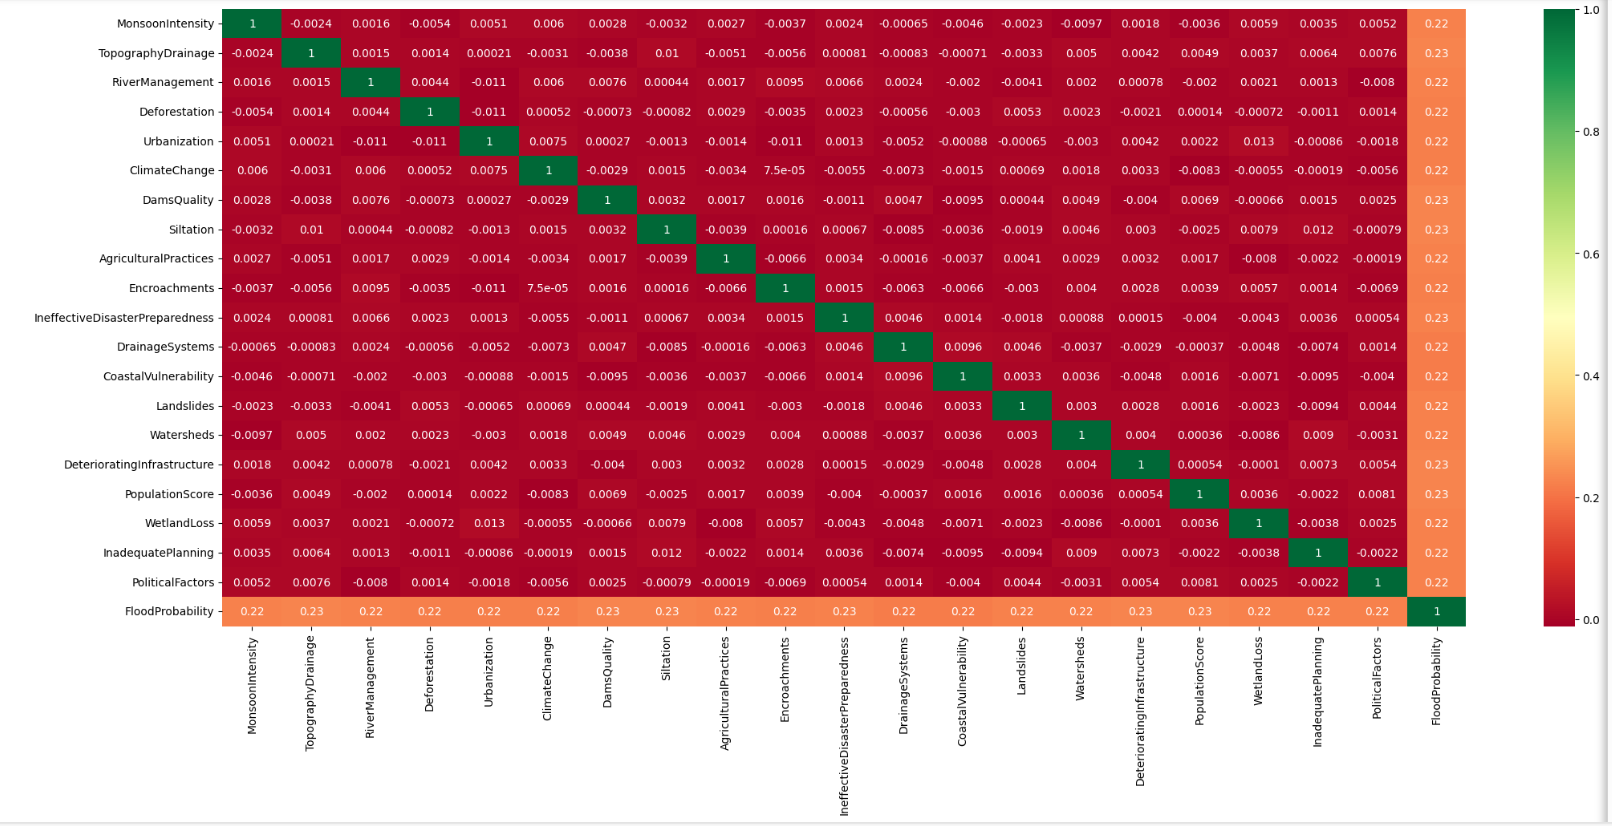 MonsoonIntensity 1 -0.0024 0.0016 -0.0054 0.0051 0.006 0.0028 -0.0032 0.0027 -0.0037 0.0024 -0.00065 -0.0046 -0.0023 -0.0097 0.0018 -0.0036 0.0059 0.0035 0.0052 0.22
TopographyDrainage -0.0024 1 0.0015 0.0014 0.00021 -0.0031 -0.0038 0.01 -0.0051 -0.0056 0.00081 -0.00083 -0.00071 -0.0033 0.005 0.0042 0.0049 0.0037 0.0064 0.0076 0.23
RiverManagement 0.0016 0.0015 1 0.0044 -0.011 0.006 0.0076 0.00044 0.0017 0.0095 0.0066 0.0024 -0.002 -0.0041 0.002 0.00078 -0.002 0.0021 0.0013 -0.008 0.22
Deforestation -0.0054 0.0014 0.0044 1 -0.011 0.00052 -0.00073 -0.00082 0.0029 -0.0035 0.0023 -0.00056 -0.003 0.0053 0.0023 -0.0021 0.00014 -0.00072 -0.0011 0.0014 0.22
Urbanization 0.0051 0.00021 -0.011 -0.011 1 0.0075 0.00027 -0.0013 -0.0014 -0.011 0.0013 -0.0052 -0.00088 -0.00065 -0.003 0.0042 0.0022 0.013 -0.00086 -0.0018 0.22
ClimateChange 0.006 -0.0031 0.006 0.00052 0.0075 1 -0.0029 0.0015 -0.0034 7.5e-05 -0.0055 -0.0073 -0.0015 0.00069 0.0018 0.0033 -0.0083 -0.00055 -0.00019 -0.0056 0.22
DamsQuality 0.0028 -0.0038 0.0076 -0.00073 0.00027 -0.0029 1 0.0032 0.0017 0.0016 -0.0011 0.0047 -0.0095 0.00044 0.0049 -0.004 0.0069 -0.00066 0.0015 0.0025 0.23
Siltation -0.0032 0.01 0.00044 -0.00082 -0.0013 0.0015 0.0032 1 -0.0039 0.00016 0.00067 -0.0085 -0.0036 -0.0019 0.0046 0.003 -0.0025 0.0079 0.012 -0.00079 0.23
AgriculturalPractices 0.0027 -0.0051 0.0017 0.0029 -0.0014 -0.0034 0.0017 -0.0039 1 -0.0066 0.0034 -0.00016 -0.0037 0.0041 0.0029 0.0032 0.0017 -0.008 -0.0022 -0.00019 0.22
Encroachments -0.0037 -0.0056 0.0095 -0.0035 -0.011 7.5e-05 0.0016 0.00016 -0.0066 1 0.0015 -0.0063 -0.0066 -0.003 0.004 0.0028 0.0039 0.0057 0.0014 -0.0069 0.22
IneffectiveDisasterPreparedness 0.0024 0.00081 0.0066 0.0023 0.0013 -0.0055 -0.0011 0.00067 0.0034 0.0015 1 0.0046 0.0014 -0.0018 0.00088 0.00015 -0.004 -0.0043 0.0036 0.00054 0.23
DrainageSystems -0.00065 -0.00083 0.0024 -0.00056 -0.0052 -0.0073 0.0047 -0.0085 -0.00016 -0.0063 0.0046 1 0.0096 0.0046 -0.0037 -0.0029 -0.00037 -0.0048 -0.0074 0.0014 0.22
CoastalVulnerability -0.0046 -0.00071 -0.002 -0.003 -0.00088 -0.0015 -0.0095 -0.0036 -0.0037 -0.0066 0.0014 0.0096 1 0.0033 0.0036 -0.0048 0.0016 -0.0071 -0.0095 -0.004 0.22
Landslides -0.0023 -0.0033 -0.0041 0.0053 -0.00065 0.00069 0.00044 -0.0019 0.0041 -0.003 -0.0018 0.0046 0.0033 1 0.003 0.0028 0.0016 -0.0023 -0.0094 0.0044 0.22
Watersheds -0.0097 0.005 0.002 0.0023 -0.003 0.0018 0.0049 0.0046 0.0029 0.004 0.00088 -0.0037 0.0036 0.003 1 0.004 0.00036 -0.0086 0.009 -0.0031 0.22
DeterioratingInfrastructure 0.0018 0.0042 0.00078 -0.0021 0.0042 0.0033 -0.004 0.003 0.0032 0.0028 0.00015 -0.0029 -0.0048 0.0028 0.004 1 0.00054 -0.0001 0.0073 0.0054 0.23
PopulationScore -0.0036 0.0049 -0.002 0.00014 0.0022 -0.0083 0.0069 -0.0025 0.0017 0.0039 -0.004 -0.00037 0.0016 0.0016 0.00036 0.00054 1 0.0036 -0.0022 0.0081 0.23
WetlandLoss 0.0059 0.0037 0.0021 -0.00072 0.013 -0.00055 -0.00066 0.0079 -0.008 0.0057 -0.0043 -0.0048 -0.0071 -0.0023 -0.0086 -0.0001 0.0036 1 -0.0038 0.0025 0.22
InadequatePlanning 0.0035 0.0064 0.0013 -0.0011 -0.00086 -0.00019 0.0015 0.012 -0.0022 0.0014 0.0036 -0.0074 -0.0095 -0.0094 0.009 0.0073 -0.0022 -0.0038 1 -0.0022 0.22
PoliticalFactors 0.0052 0.0076 -0.008 0.0014 -0.0018 -0.0056 0.0025 -0.00079 -0.00019 -0.0069 0.00054 0.0014 -0.004 0.0044 -0.0031 0.0054 0.0081 0.0025 -0.0022 1 0.22
FloodProbability 0.22 0.23 0.22 0.22 0.22 0.22 0.23 0.23 0.22 0.22 0.23 0.22 0.22 0.22 0.22 0.23 0.23 0.22 0.22 0.22 1
MonsoonIntensity
TopographyDrainage
RiverManagement
Deforestation
Urbanization
ClimateChange
DamsQuality
Siltation
AgriculturalPractices
Encroachments
IneffectiveDisasterPreparedness
DrainageSystems
CoastalVulnerability
Landslides
Watersheds
DeterioratingInfrastructure
PopulationScore
WetlandLoss
InadequatePlanning
PoliticalFactors
FloodProbability
1.0
0.8
0.6
0.4
0.2
0.0